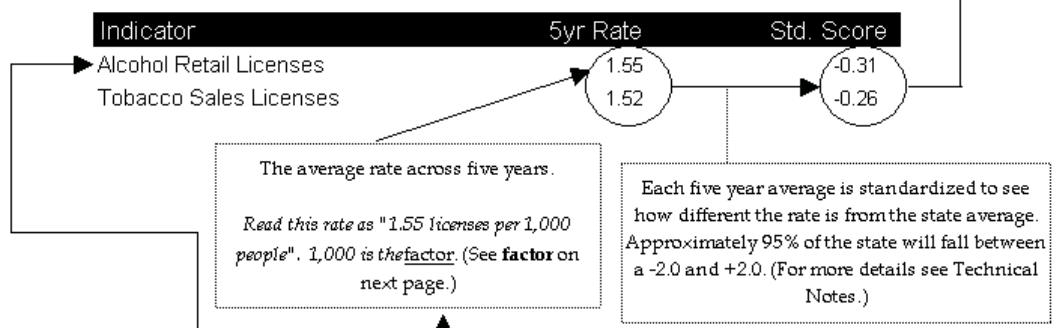 Indicator 5yr Rate Std. Score
Alcohol Retail Licenses 1.55 -0.31
Tobacco Sales Licenses 1.52 -0.26
The average rate across five years.
Read this rate as "1.55 licenses per 1,000
people". 1,000 is thefactor. (See factor on
next page.)
Each five year average is standardized to see
how different the rate is from the state average.
Approximately 95% of the state will fall between
a -2.0 and +2.0. (For more details see Technical
Notes.)